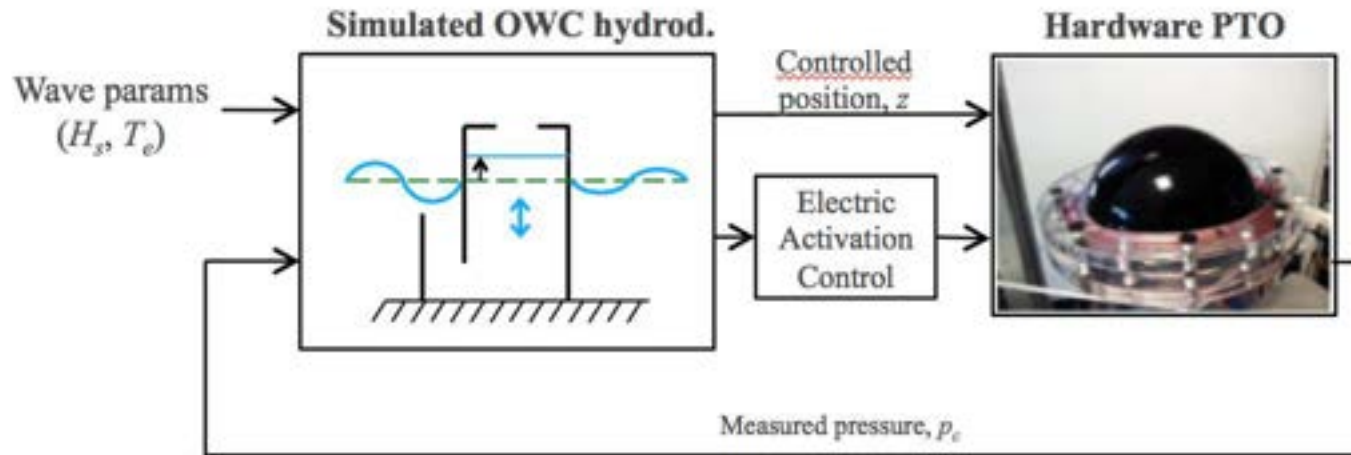 Simulated OWC hydrod.
Hardware PTO
Wave params
(Hs, Te)
Controlled
position, z
Electric
Activation
Control
Measured pressure, pc